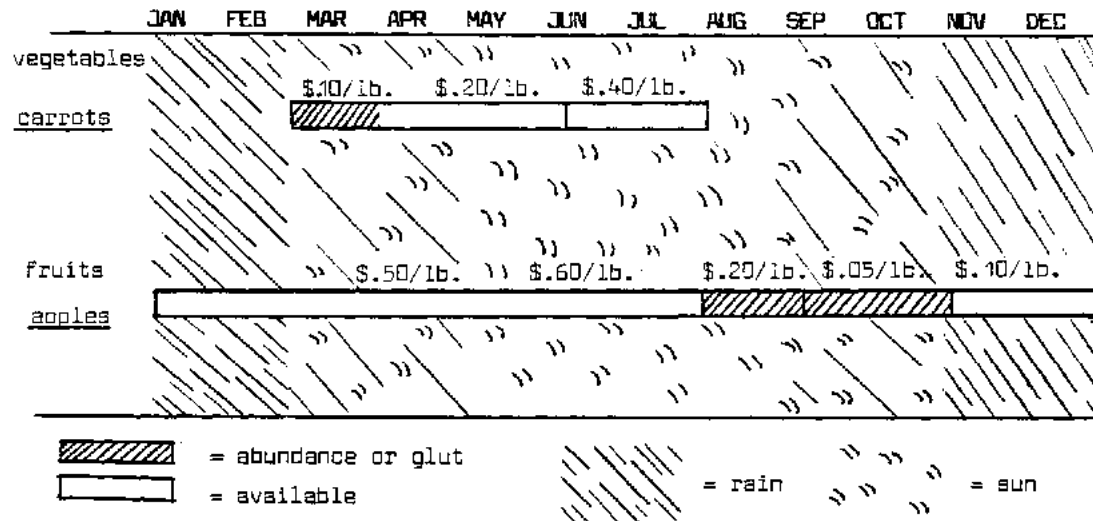 JAN FEB MAR APR MAY JUN JUL AUG SEP OCT NOV DEC
vegetables
$.10/lb. $.20/lb. $.40/lb.
carrots
fruits $.50/lb. $.60/lb. $.20/lb. $.05/lb. $.10/lb.
apples
= abundance or glut
= available
= rain = sun